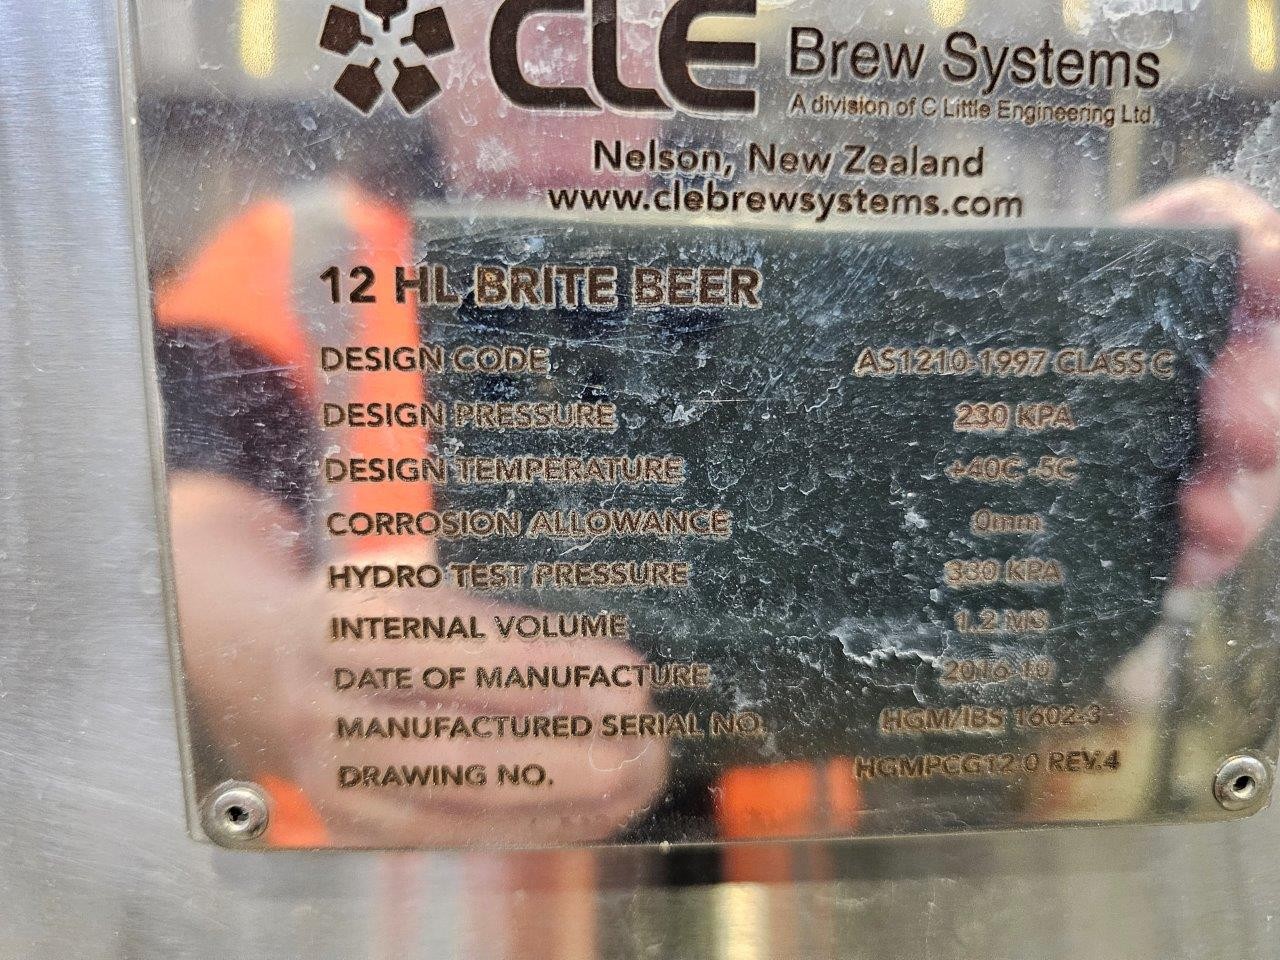 CLE Brew Systems
A division of C Little Engineering Ltd.
Nelson, New Zealand
www.clebrewsystems.com
12 HL BRITE BEER
DESIGN CODE AS1210-1997 CLASS C
DESIGN PRESSURE 230 KPA
DESIGN TEMPERATURE +40C -5C
CORROSION ALLOWANCE 0mm
HYDRO TEST PRESSURE 330 KPA
INTERNAL VOLUME 1.2 M3
DATE OF MANUFACTURE 2016-10
MANUFACTURED SERIAL NO. HGM/IBS 1602-3
DRAWING NO. HGMPCG12 0 REV.4